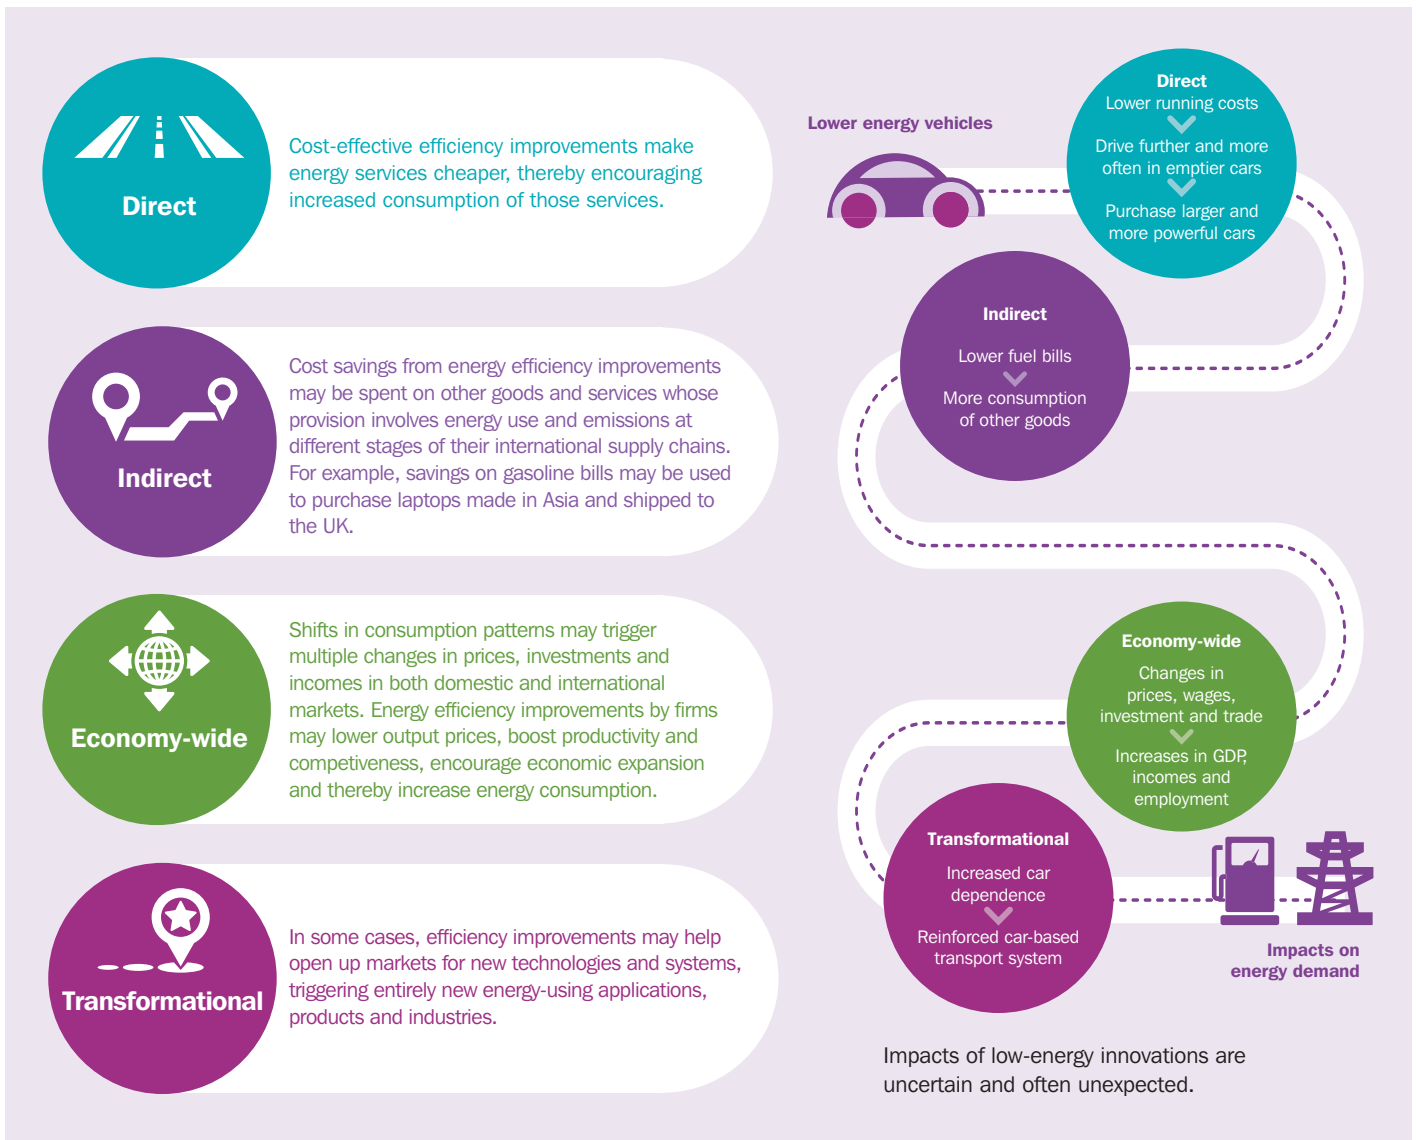 Direct
Cost-effective efficiency improvements make
energy services cheaper, thereby encouraging
increased consumption of those services.
Indirect
Cost savings from energy efficiency improvements
may be spent on other goods and services whose
provision involves energy use and emissions at
different stages of their international supply chains.
For example, savings on gasoline bills may be used
to purchase laptops made in Asia and shipped to
the UK.
Economy-wide
Shifts in consumption patterns may trigger
multiple changes in prices, investments and
incomes in both domestic and international
markets. Energy efficiency improvements by firms
may lower output prices, boost productivity and
competiveness, encourage economic expansion
and thereby increase energy consumption.
Transformational
In some cases, efficiency improvements may help
open up markets for new technologies and systems,
triggering entirely new energy-using applications,
products and industries.
Lower energy vehicles
Direct
Lower running costs
Drive further and more
often in emptier cars
Purchase larger and
more powerful cars
Indirect
Lower fuel bills
More consumption
of other goods
Economy-wide
Changes in
prices, wages,
investment and trade
Increases in GDP,
incomes and
employment
Transformational
Increased car
dependence
Reinforced car-based
transport system
Impacts on
energy demand
Impacts of low-energy innovations are
uncertain and often unexpected.